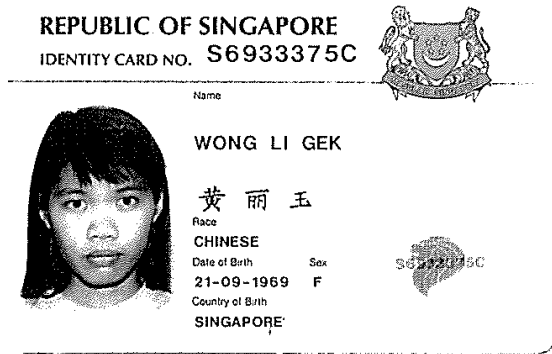 REPUBLIC OF SINGAPORE
IDENTITY CARD NO. S6933375C
Name
WONG LI GEK
黄丽玉
Race
CHINESE
Date of Birth Sex
21-09-1969 F
Country of Birth
SINGAPORE